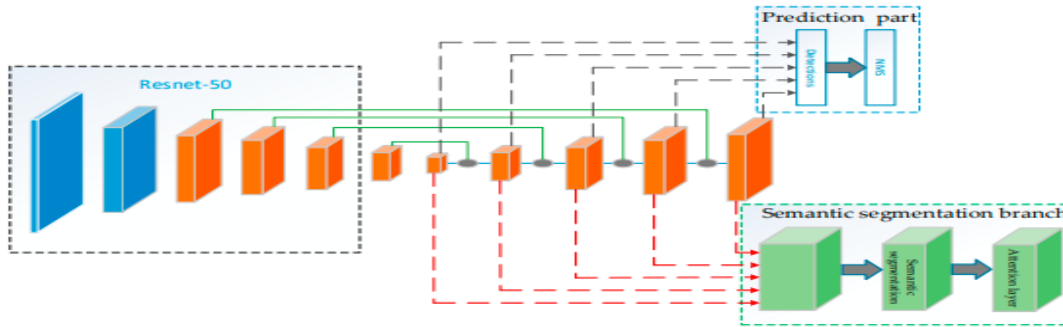 Prediction part
Resnet-50
Detections
NMS
Semantic segmentation branch
Semantic
segmentation
Attention layer